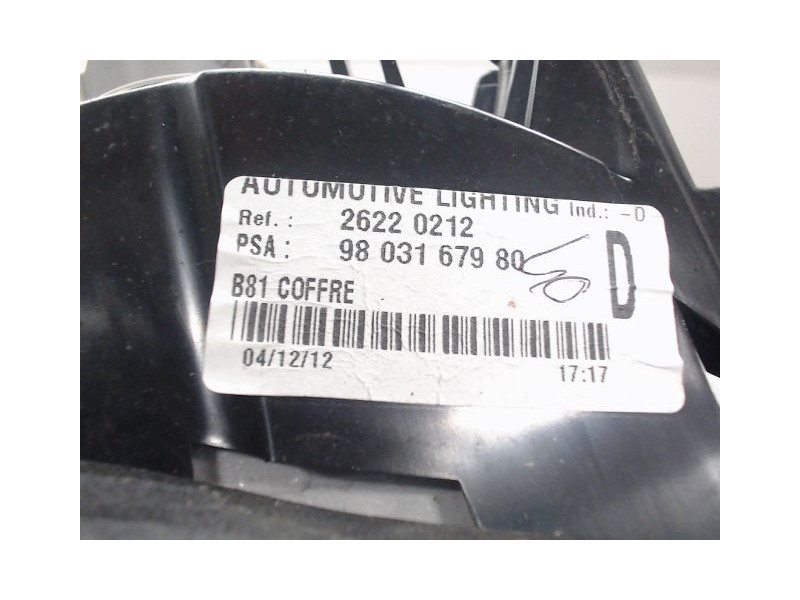 AUTOMOTIVE LIGHTING Ind.: -0
Ref.: 2622 0212
PSA: 98 031 679 80
D
B81 COFFRE
04/12/12 17:17